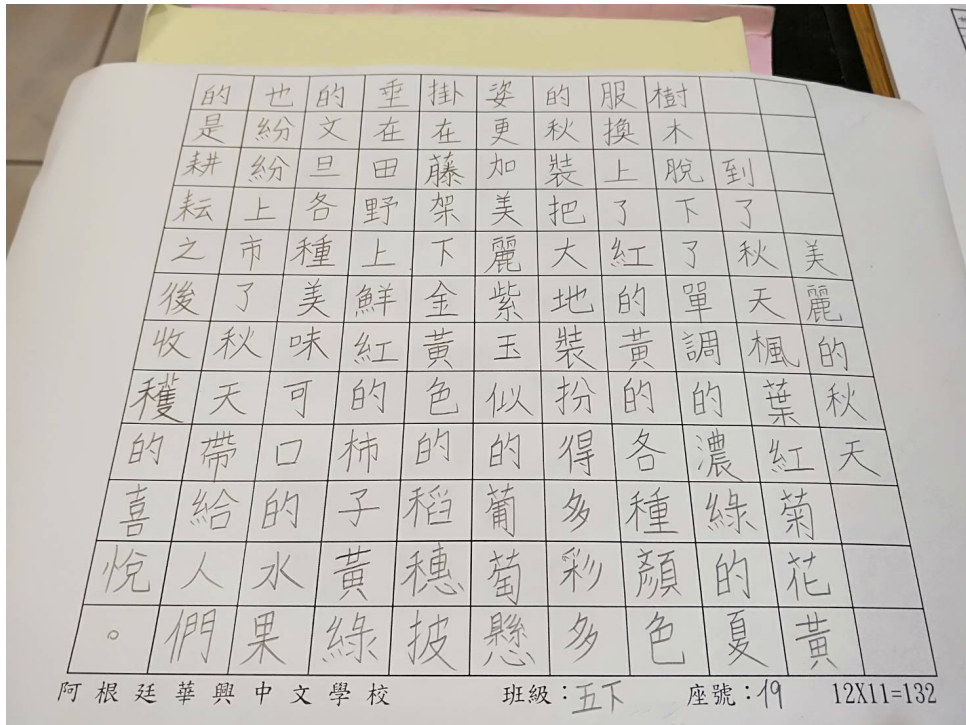 美麗的秋天
到了秋天楓葉紅菊花黃
樹木脫下了單調的濃綠的夏
服換上了紅的黃的各種顏色
的秋裝把大地裝扮得多彩多
姿更加美麗紫玉似的葡萄懸
掛在藤架下金黃色的稻穗披
垂在田野上鮮紅的柿子黃綠
的文旦各種美味可口的水果
也紛紛上市了秋天帶給人們
的是耕耘之後收穫的喜悅。
阿根廷華興中文學校 班級:五下 座號:19 12X11=132